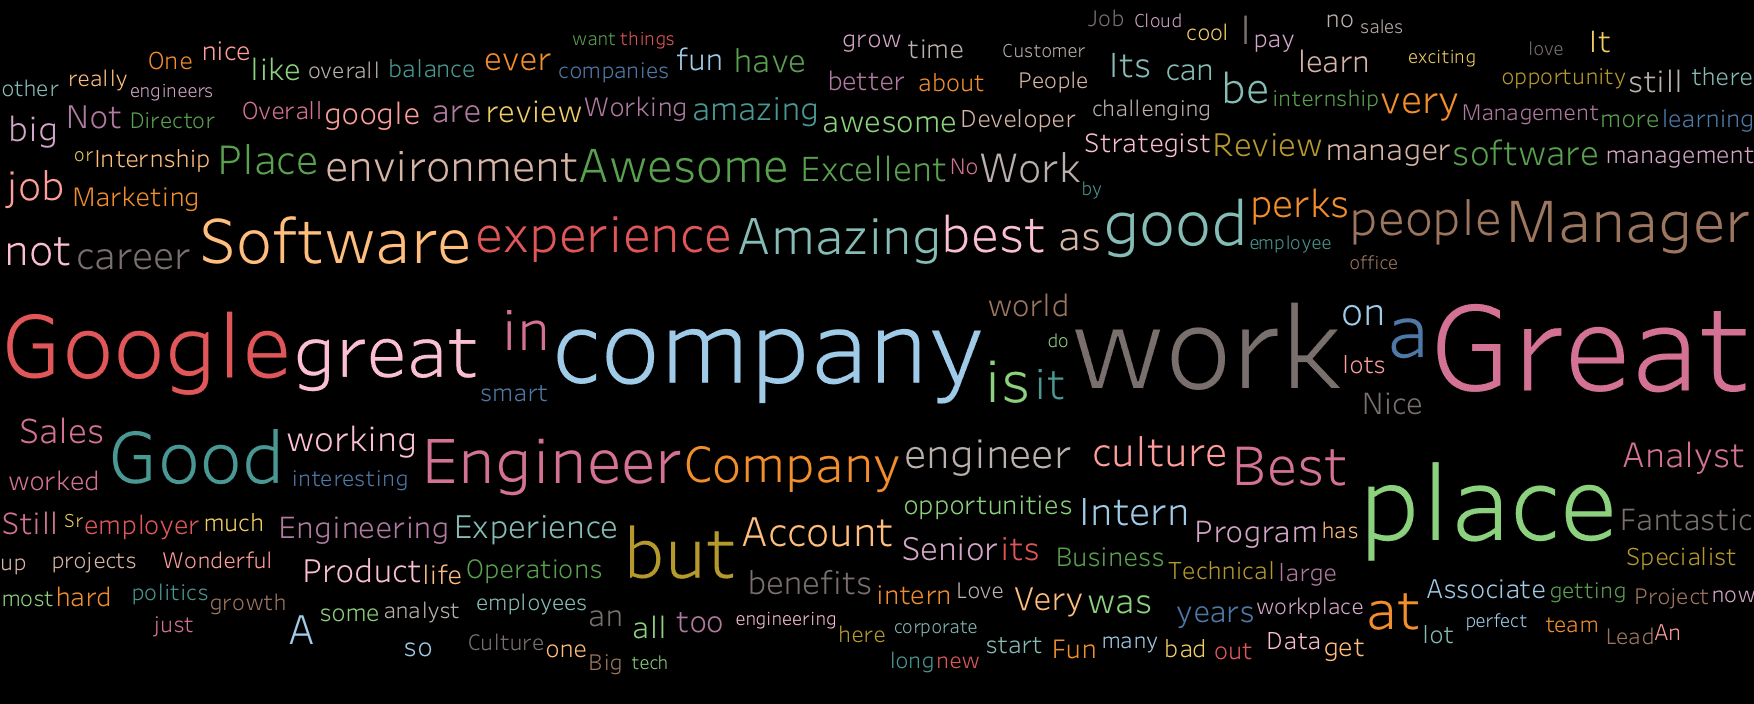 Job Cloud cool I pay no sales It
One nice want things grow time Customer learn exciting love
like overall balance ever companies fun have better about People Its can opportunity still there
other really engineers be internship very
big Not Director Overall google are review Working amazing awesome Developer challenging Management more learning
or Internship Place environment Awesome Excellent No Work by Strategist Review manager software management
job Marketing
not career Software experience Amazing best as good perks employee people Manager
office
Google great in smart company world do is it work on lots a Great
Nice
Sales Good working interesting Engineer Company engineer culture Best Analyst
worked opportunities Intern place
Still Sr employer much Engineering Experience but Account Senior its Program has Fantastic
up projects Wonderful Product life Operations benefits Business Technical large Specialist
most hard politics growth employees intern Love Very was years workplace at Associate getting Project now
just A some analyst an all too engineering here corporate lot perfect team Lead An
so Culture one Big tech long new start Fun many bad out Data get